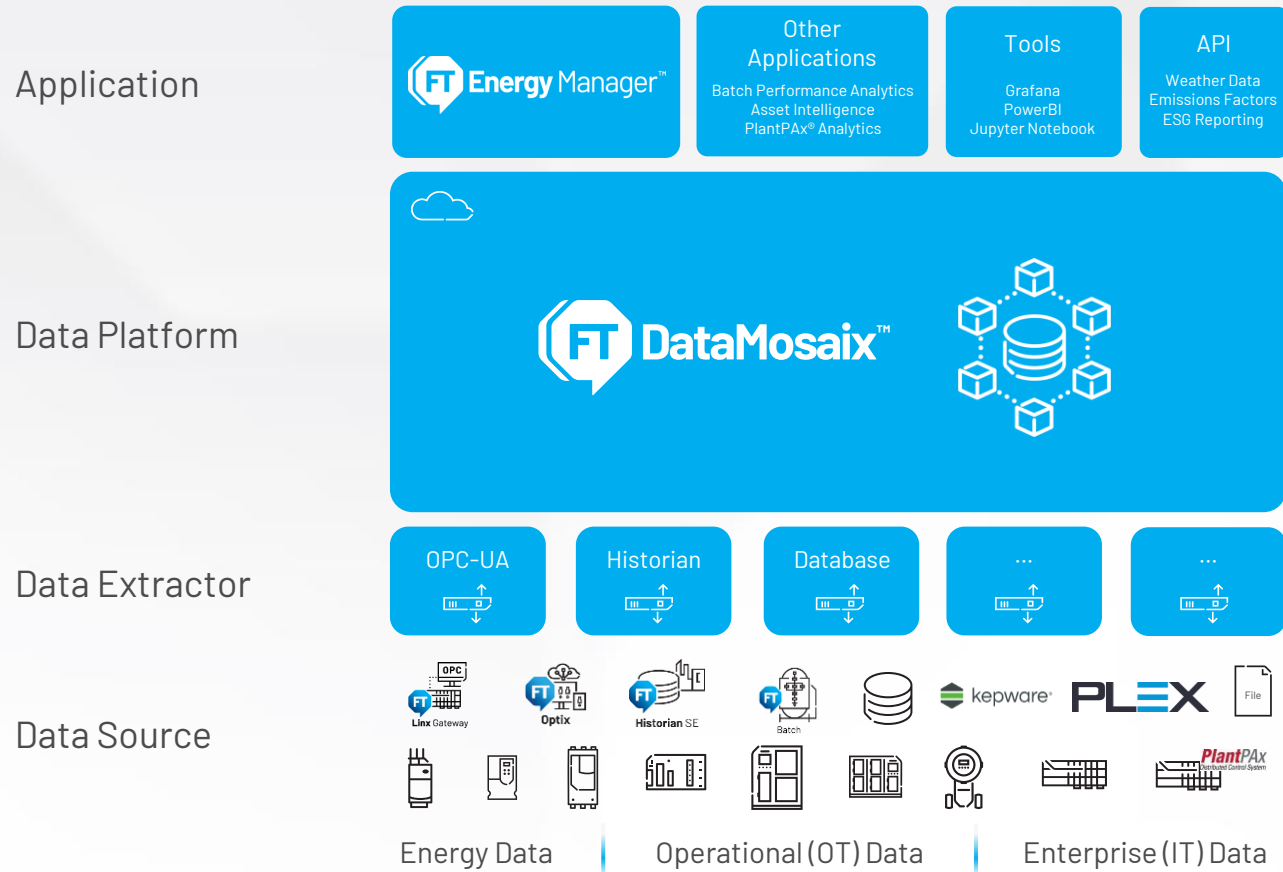 Application
FT Energy Manager™
Other
Applications
Batch Performance Analytics
Asset Intelligence
PlantPAx® Analytics
Tools
Grafana
PowerBI
Jupyter Notebook
API
Weather Data
Emissions Factors
ESG Reporting
Data Platform
FT DataMosaix™
Data Extractor
OPC-UA
Historian
Database
...
...
Data Source
OPC
FT
Linx Gateway
FT
Optix
FT
Historian SE
FT
Batch
kepware®
PLEX
File
PlantPAx
Distributed Control System
Energy Data
Operational (OT) Data
Enterprise (IT) Data